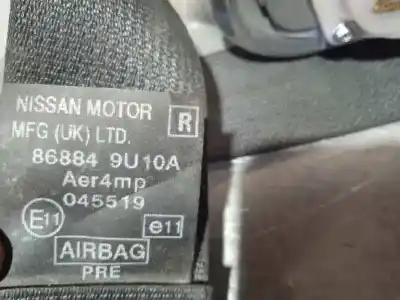 NISSAN MOTOR
MFG (UK) LTD. R
86884 9U10A
Aer4mp
045519
E11 e11
AIRBAG
PRE